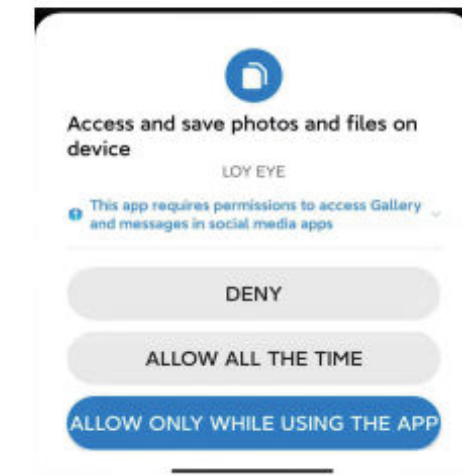 Access and save photos and files on
device
LOY EYE
This app requires permissions to access Gallery
and messages in social media apps
DENY
ALLOW ALL THE TIME
ALLOW ONLY WHILE USING THE APP